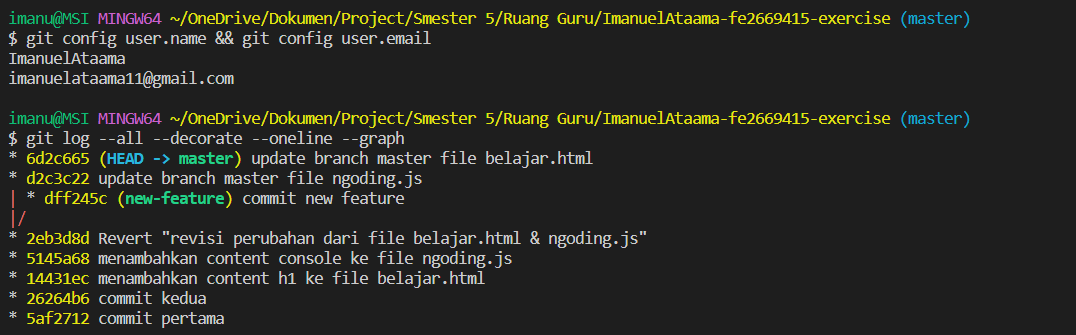 imanu@MSI MINGW64 ~/OneDrive/Dokumen/Project/Smester 5/Ruang Guru/ImanuelAtaama-fe2669415-exercise (master)
$ git config user.name && git config user.email
ImanuelAtaama
imanuelataama11@gmail.com

imanu@MSI MINGW64 ~/OneDrive/Dokumen/Project/Smester 5/Ruang Guru/ImanuelAtaama-fe2669415-exercise (master)
$ git log --all --decorate --oneline --graph
* 6d2c665 (HEAD -> master) update branch master file belajar.html
* d2c3c22 update branch master file ngoding.js
| * dff245c (new-feature) commit new feature
|/
* 2eb3d8d Revert "revisi perubahan dari file belajar.html & ngoding.js"
* 5145a68 menambahkan content console ke file ngoding.js
* 14431ec menambahkan content h1 ke file belajar.html
* 26264b6 commit kedua
* 5af2712 commit pertama